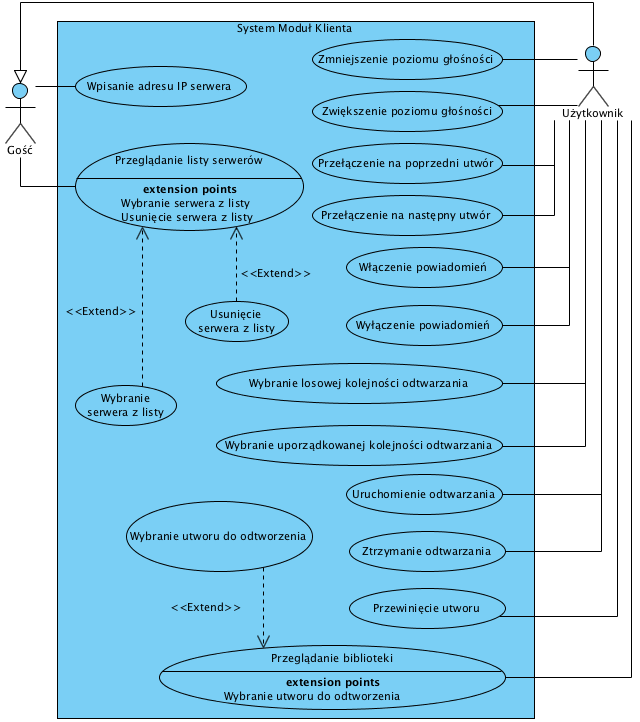 System Moduł Klienta
Zmniejszenie poziomu głośności
Wpisanie adresu IP serwera
Zwiększenie poziomu głośności
Użytkownik
Gość
Przeglądanie listy serwerów
extension points
Wybranie serwera z listy
Usunięcie serwera z listy
Przełączenie na poprzedni utwór
Przełączenie na następny utwór
<<Extend>>
Włączenie powiadomień
<<Extend>>
Usunięcie
serwera z listy
Wyłączenie powiadomień
Wybranie
serwera z listy
Wybranie losowej kolejności odtwarzania
Wybranie uporządkowanej kolejności odtwarzania
Uruchomienie odtwarzania
Wybranie utworu do odtworzenia
Ztrzymanie odtwarzania
<<Extend>>
Przewinięcie utworu
Przeglądanie biblioteki
extension points
Wybranie utworu do odtworzenia